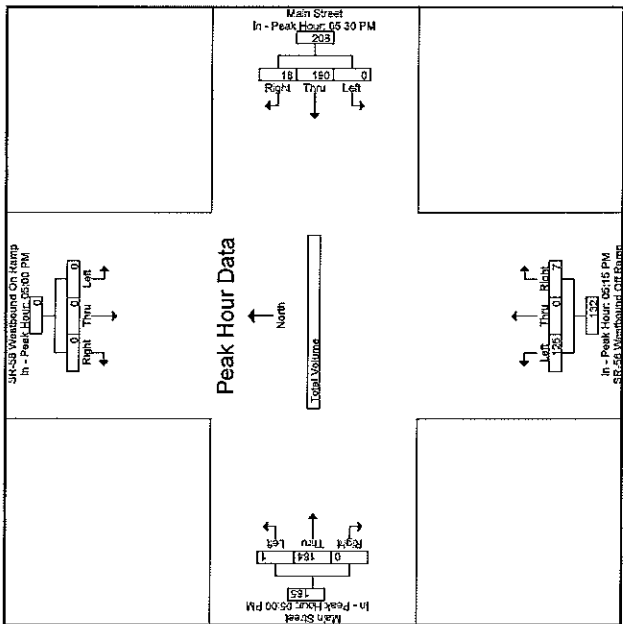 Main Street
In - Peak Hour: 05:30 PM
208
18 190 0
Right Thru Left
SR-58 Westbound On Ramp
In - Peak Hour: 05:00 PM
0
0 0 0
Right Thru Left
Peak Hour Data
North
Total Volume
Left Thru Right
125 0 7
132
In - Peak Hour: 05:15 PM
SR-58 Westbound Off Ramp
Left Thru Right
1 184 0
185
In - Peak Hour: 05:00 PM
Main Street